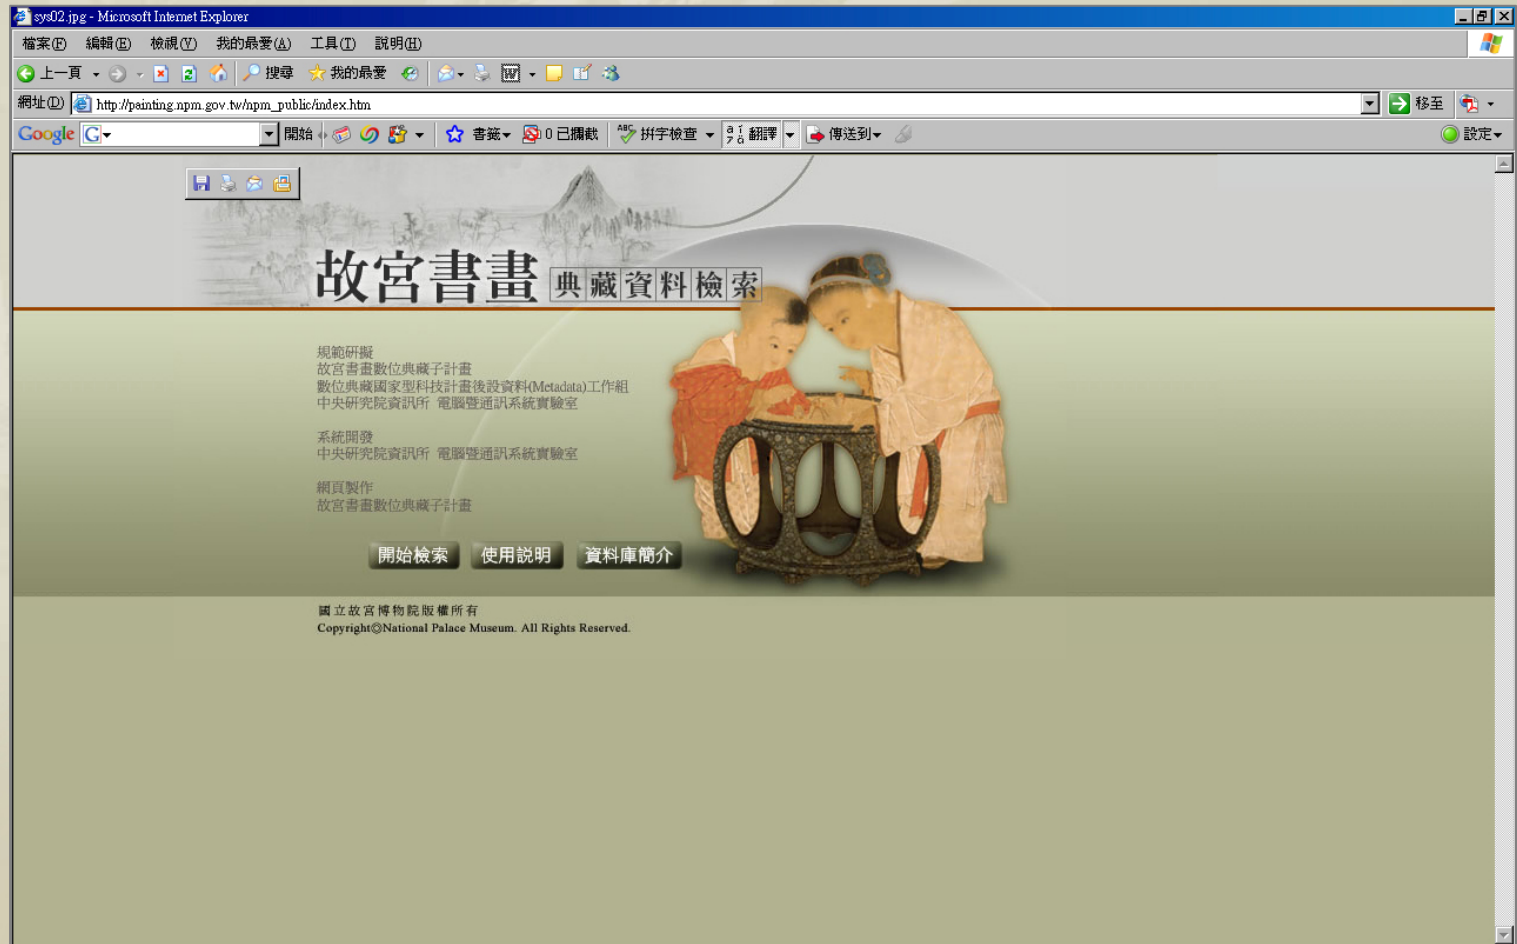 sys02.jpg - Microsoft Internet Explorer
檔案(F) 編輯(E) 檢視(V) 我的最愛(A) 工具(T) 說明(H)
上一頁 搜尋 我的最愛
網址(D) http://painting.npm.gov.tw/npm_public/index.htm 移至
Google 開始 書籤 0 已攔截 拼字檢查 翻譯 傳送到 設定
故宮書畫 典藏資料檢索
規範研擬
故宮書畫數位典藏子計畫
數位典藏國家型科技計畫後設資料(Metadata)工作組
中央研究院資訊所 電腦暨通訊系統實驗室
系統開發
中央研究院資訊所 電腦暨通訊系統實驗室
網頁製作
故宮書畫數位典藏子計畫
開始檢索 使用説明 資料庫簡介
國立故宮博物院版權所有
Copyright©National Palace Museum. All Rights Reserved.